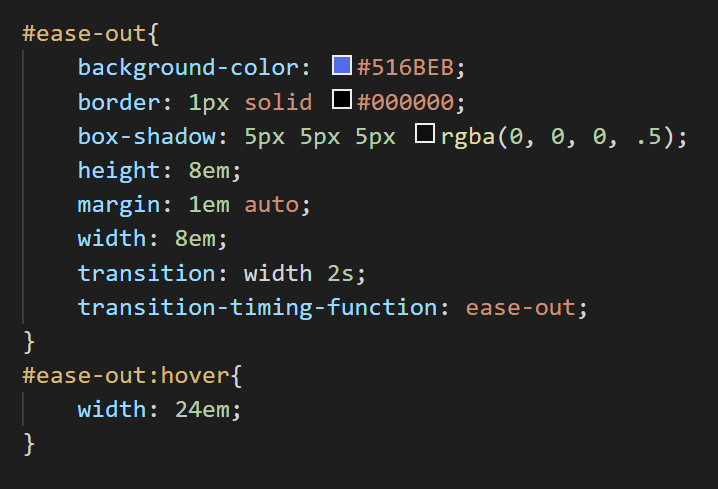 #ease-out{
    background-color: #516BEB;
    border: 1px solid #000000;
    box-shadow: 5px 5px 5px rgba(0, 0, 0, .5);
    height: 8em;
    margin: 1em auto;
    width: 8em;
    transition: width 2s;
    transition-timing-function: ease-out;
}
#ease-out:hover{
    width: 24em;
}